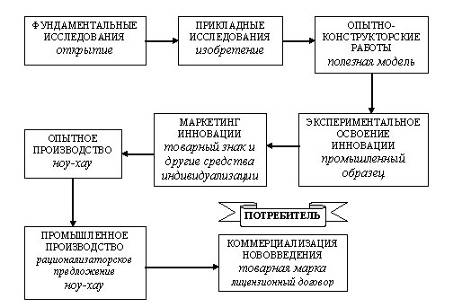 ФУНДАМЕНТАЛЬНЫЕ
ИССЛЕДОВАНИЯ
открытие
ПРИКЛАДНЫЕ
ИССЛЕДОВАНИЯ
изобретение
ОПЫТНО-
КОНСТРУКТОРСКИЕ
РАБОТЫ
полезная модель
ЭКСПЕРИМЕНТАЛЬНОЕ
ОСВОЕНИЕ
ИННОВАЦИИ
промышленный
образец
МАРКЕТИНГ
ИННОВАЦИИ
товарный знак и
другие средства
индивидуализации
ОПЫТНОЕ
ПРОИЗВОДСТВО
ноу-хау
ПРОМЫШЛЕННОЕ
ПРОИЗВОДСТВО
рационализаторское
предложение
ноу-хау
ПОТРЕБИТЕЛЬ
КОММЕРЦИАЛИЗАЦИЯ
НОВОВВЕДЕНИЯ
товарная марка
лицензионный договор